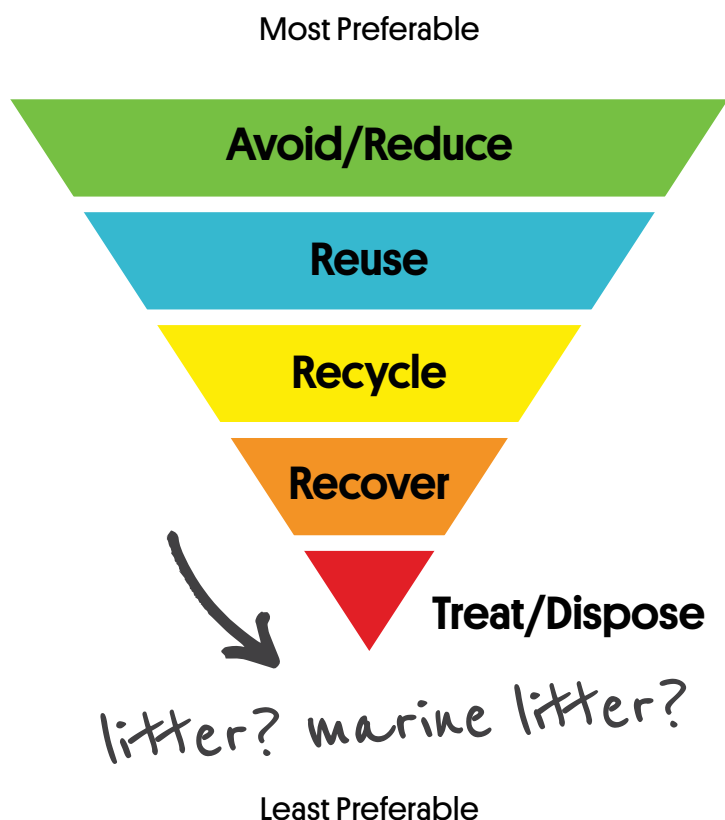 Most Preferable
Avoid/Reduce
Reuse
Recycle
Recover
Treat/Dispose
litter? marine litter?
Least Preferable